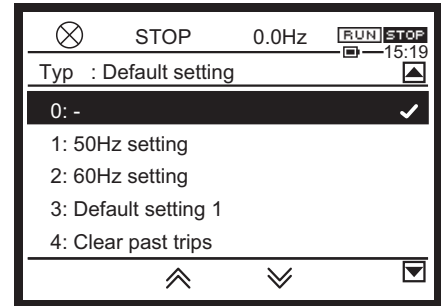 STOP 0.0Hz RUN STOP
15:19
Typ : Default setting
0: -
1: 50Hz setting
2: 60Hz setting
3: Default setting 1
4: Clear past trips